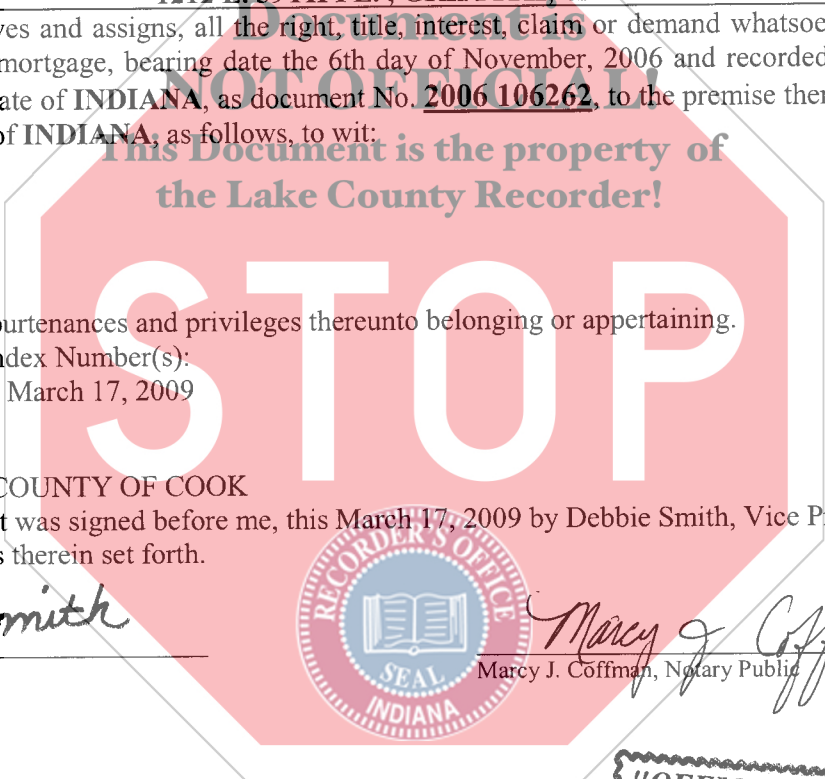 Document is
ves and assigns, all the right, title, interest, claim or demand whatsoe
mortgage, bearing date the 6th day of November, 2006 and recorded
NOT OFFICIAL!
ate of INDIANA, as document No. 2006 106262, to the premise ther
of INDIANA, as follows, to wit:
This Document is the property of
the Lake County Recorder!
STOP
urtenances and privileges thereunto belonging or appertaining.
ndex Number(s):
March 17, 2009
COUNTY OF COOK
t was signed before me, this March 17, 2009 by Debbie Smith, Vice P
s therein set forth.
RECORDER'S OFFICE
SEAL
INDIANA
mith
Marcy J Coff
Marcy J. Coffman, Notary Public